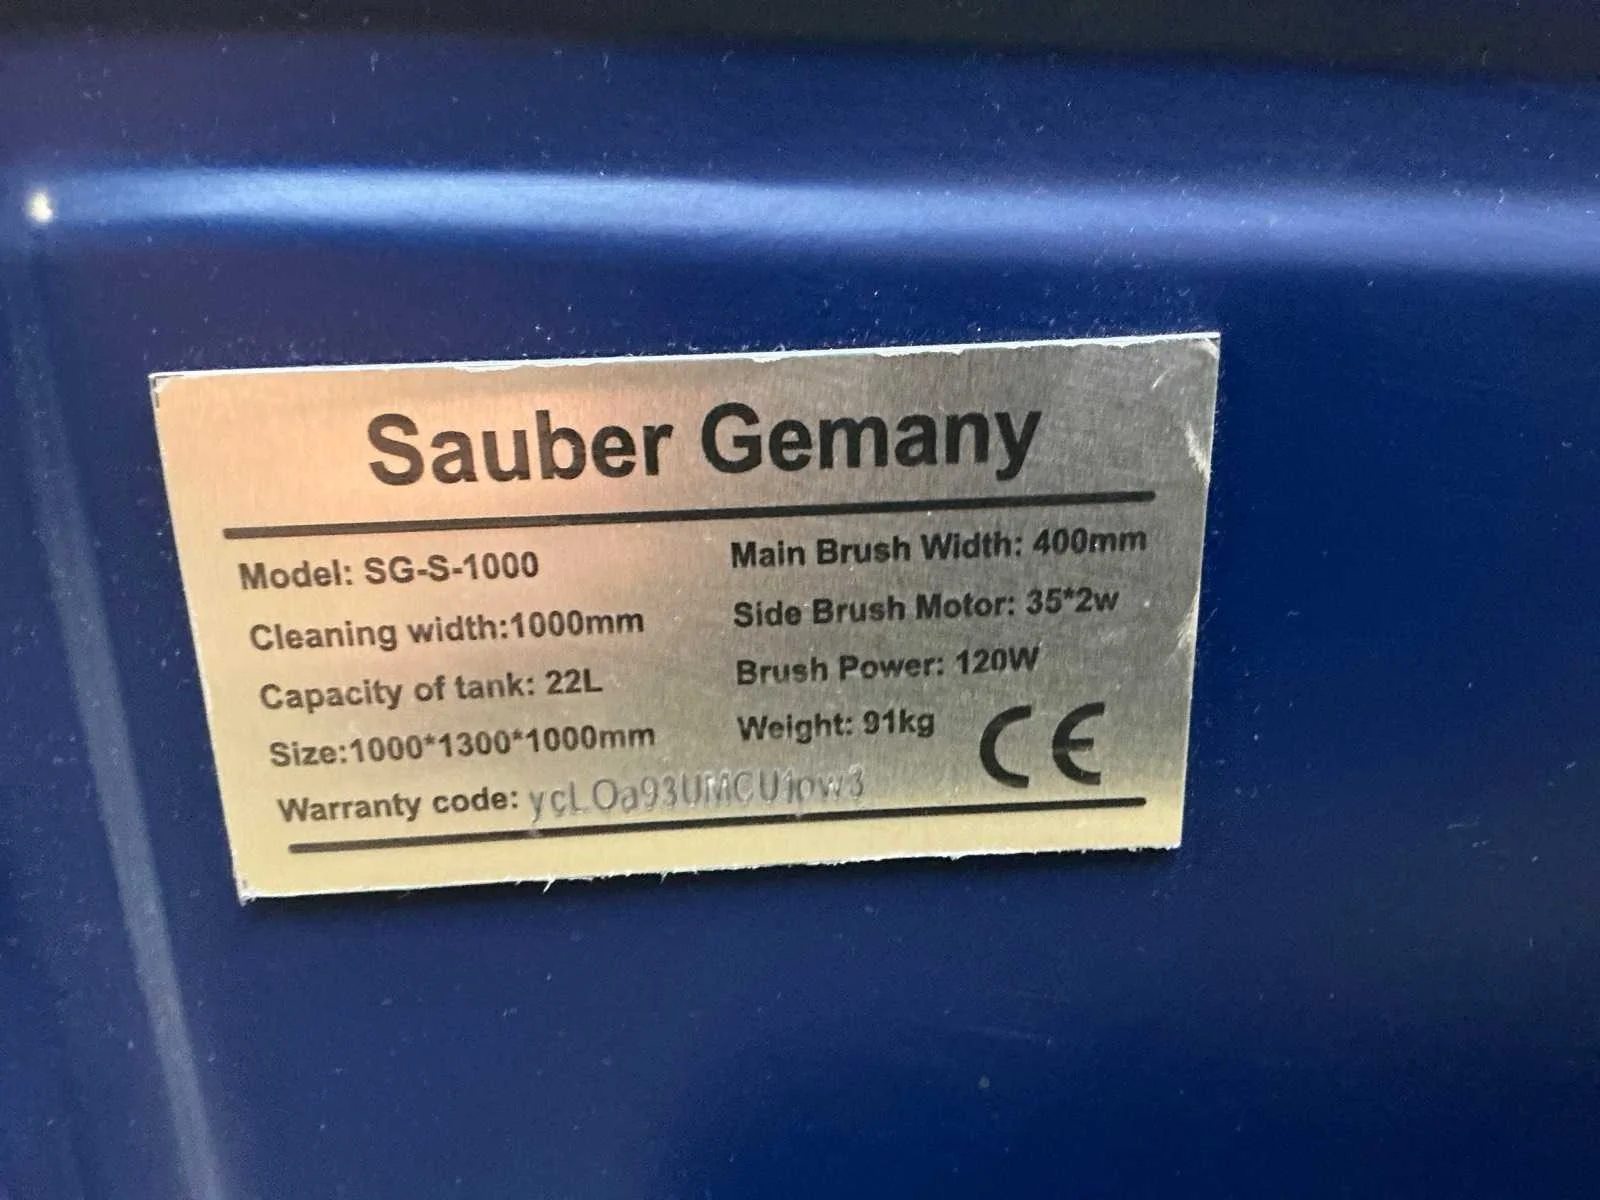 Sauber Gemany
Model: SG-S-1000
Cleaning width:1000mm
Capacity of tank: 22L
Size:1000*1300*1000mm
Warranty code: ycLOa93UMCU1ow3
Main Brush Width: 400mm
Side Brush Motor: 35*2w
Brush Power: 120W
Weight: 91kg
CE